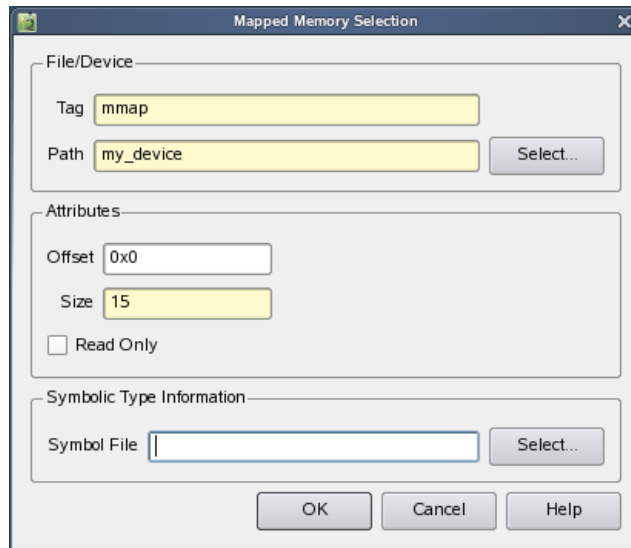 Mapped Memory Selection
File/Device
Tag mmap
Path my_device Select...
Attributes
Offset 0x0
Size 15
Read Only
Symbolic Type Information
Symbol File Select...
OK Cancel Help